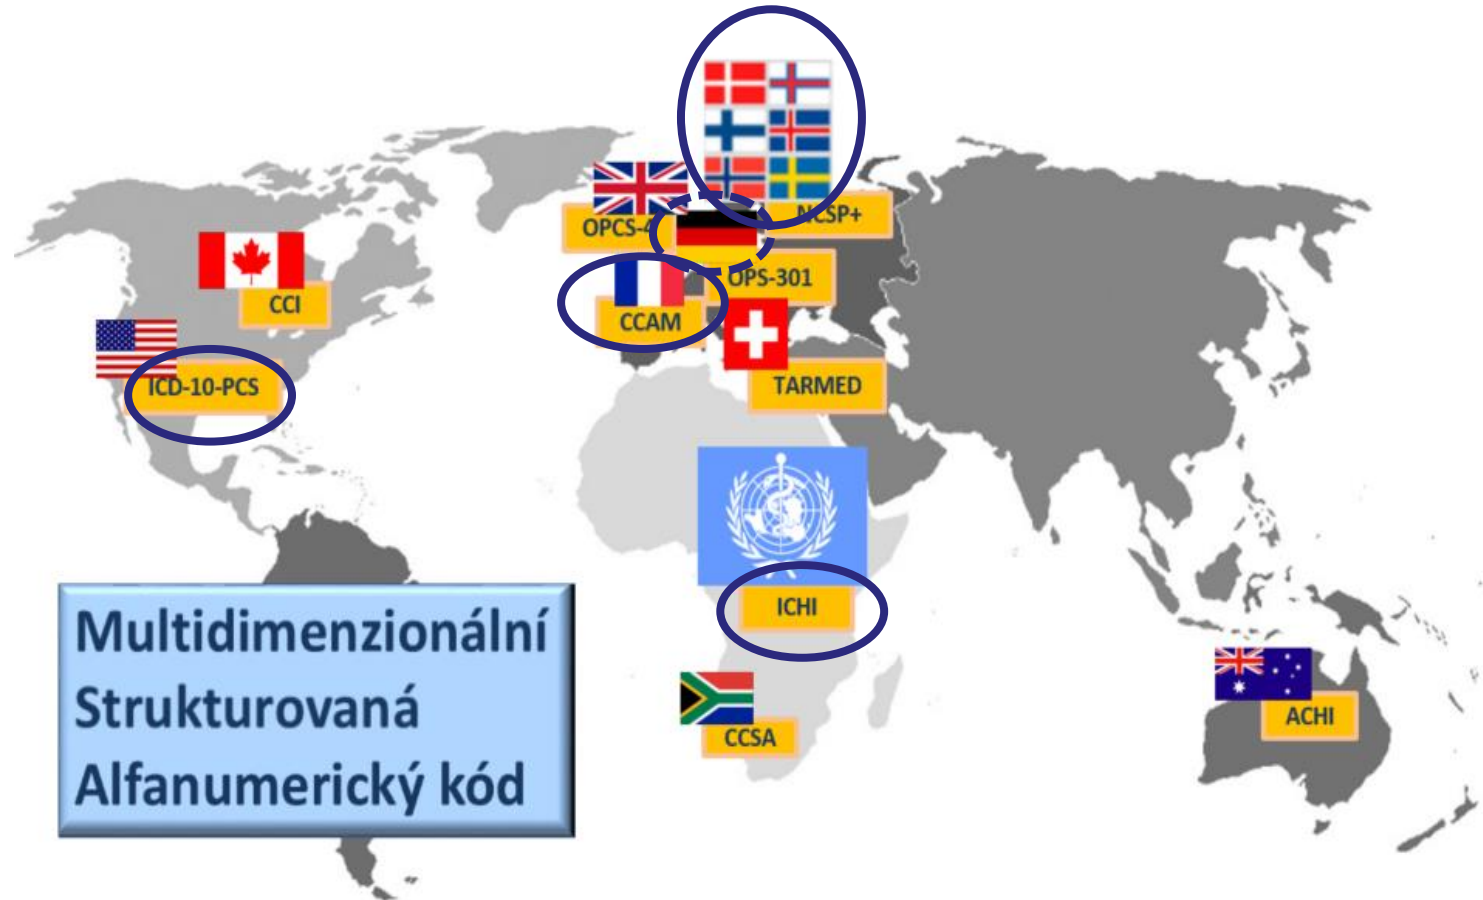 NCSP+
OPCS-4
OPS-301
CCI
CCAM
ICD-10-PCS
TARMED
ICHI
Multidimenzionální
Strukturovaná
Alfanumerický kód
CCSA
ACHI